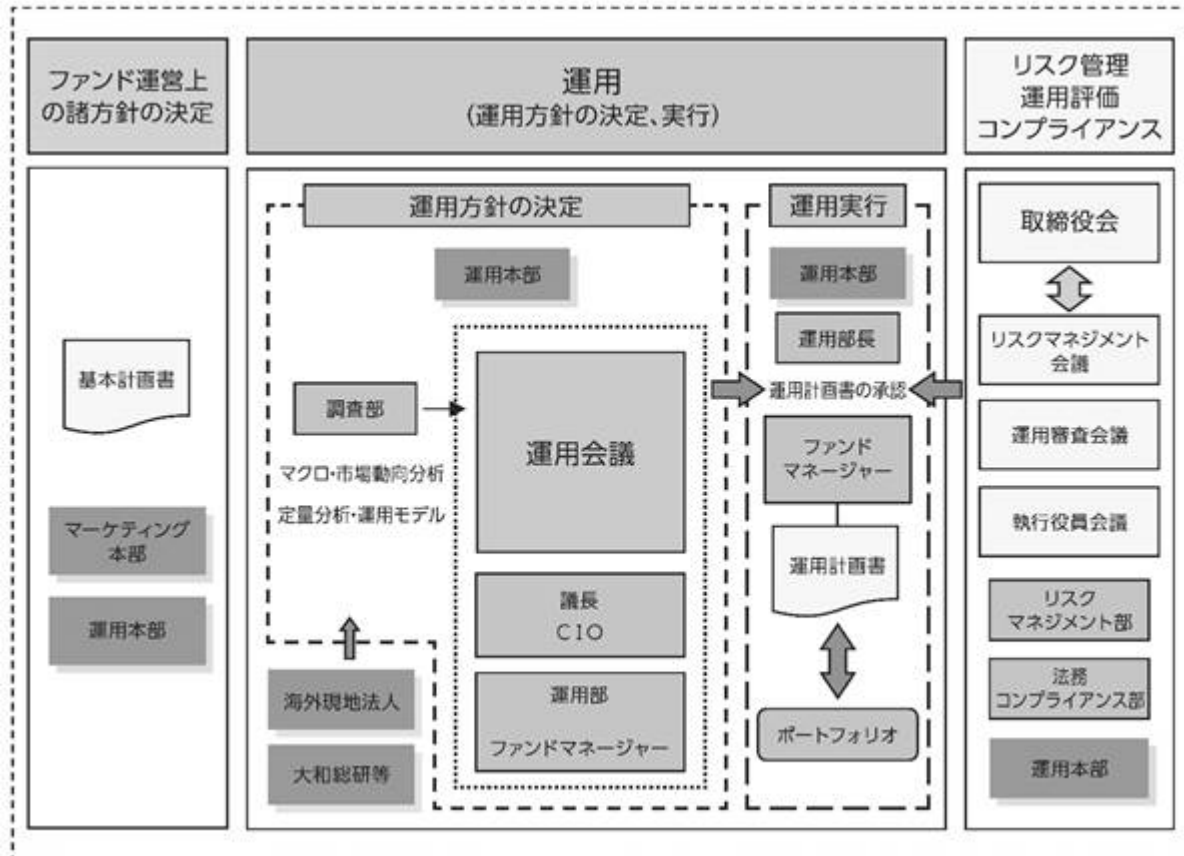 ファンド運営上
の諸方針の決定
運用
(運用方針の決定、実行)
リスク管理
運用評価
コンプライアンス
基本計画書
マーケティング
本部
運用本部
運用方針の決定
運用本部
調査部
マクロ・市場動向分析
定量分析・運用モデル
海外現地法人
大和総研等
運用会議
議長
CIO
運用部
ファンドマネージャー
運用実行
運用本部
運用部長
運用計画書の承認
ファンド
マネージャー
運用計画書
ポートフォリオ
取締役会
リスクマネジメント
会議
運用審査会議
執行役員会議
リスク
マネジメント部
法務
コンプライアンス部
運用本部